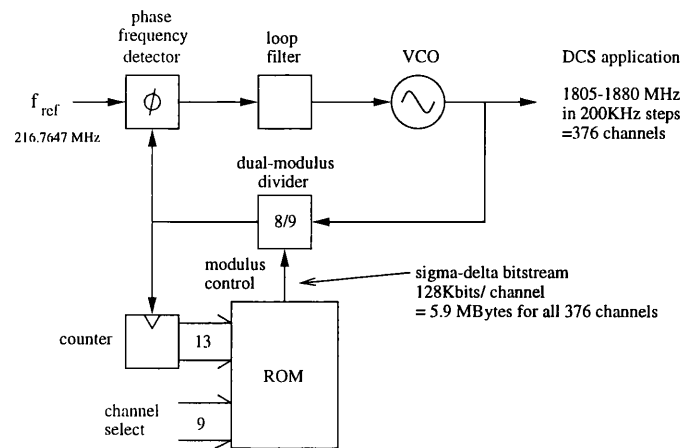 phase
frequency
detector
loop
filter
VCO
DCS application
f ref
ϕ
1805-1880 MHz
in 200KHz steps
=376 channels
216.7647 MHz
dual-modulus
divider
8/9
modulus
control
sigma-delta bitstream
128Kbits/ channel
= 5.9 MBytes for all 376 channels
counter
13
ROM
channel
select
9